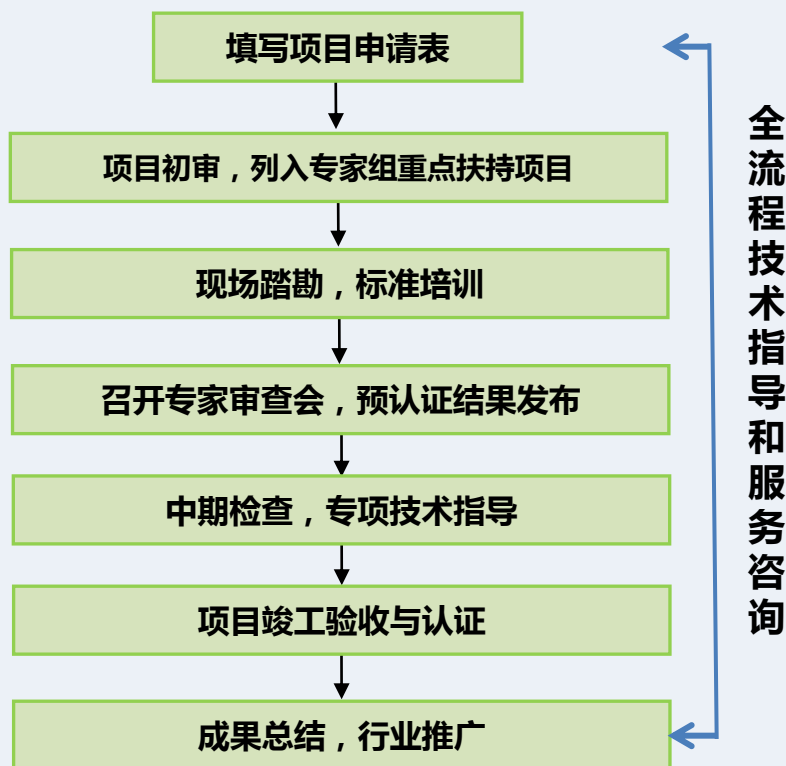 填写项目申请表
项目初审，列入专家组重点扶持项目
现场踏勘，标准培训
召开专家审查会，预认证结果发布
中期检查，专项技术指导
项目竣工验收与认证
成果总结，行业推广
全流程技术指导和服务咨询